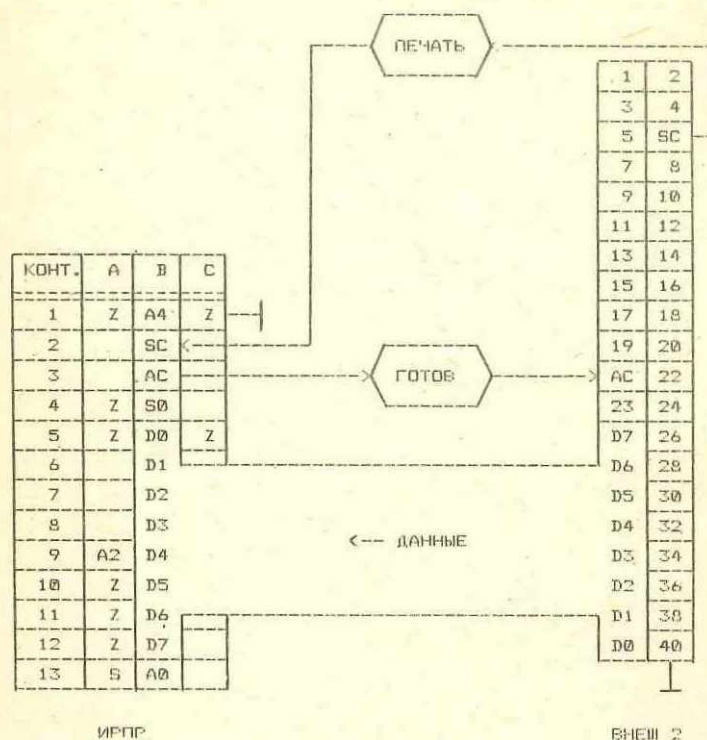 ПЕЧАТЬ
1 2
3 4
5 SC
7 8
9 10
11 12
13 14
15 16
17 18
19 20
AC 22
23 24
D7 26
D6 28
D5 30
D4 32
D3 34
D2 36
D1 38
D0 40
КОНТ. A B C
1 Z A4 Z
2 SC
3 AC
4 Z S0
5 Z D0 Z
6 D1
7 D2
8 D3
9 A2 D4
10 Z D5
11 Z D6
12 Z D7
13 S A0
ГОТОВ
<--- ДАННЫЕ
ИРПР
ВНЕШ 2